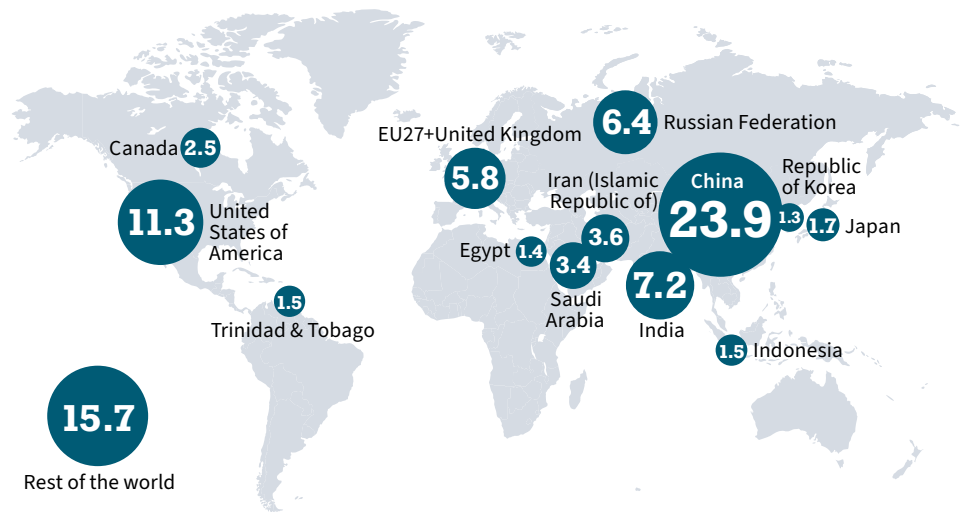 Canada 2.5
11.3
United
States of
America
1.5
Trinidad & Tobago
15.7
Rest of the world
EU27+United Kingdom
5.8
6.4 Russian Federation
Iran (Islamic
Republic of)
3.6
Egypt 1.4
3.4
Saudi
Arabia
China
23.9
Republic
of Korea
1.3
1.7 Japan
7.2
India
1.5 Indonesia